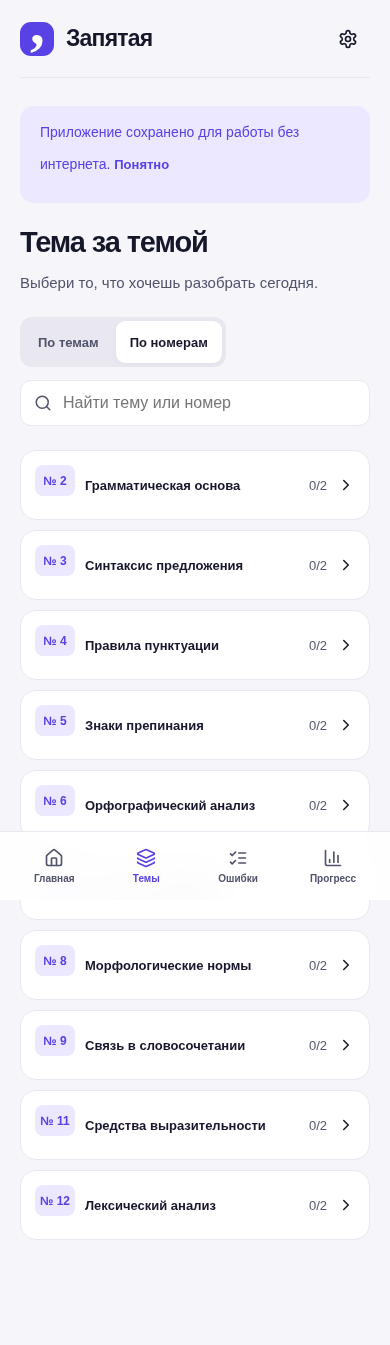 Запятая
Приложение сохранено для работы без
интернета. Понятно
Тема за темой
Выбери то, что хочешь разобрать сегодня.
По темам По номерам
Найти тему или номер
№ 2 Грамматическая основа 0/2
№ 3 Синтаксис предложения 0/2
№ 4 Правила пунктуации 0/2
№ 5 Знаки препинания 0/2
№ 6 Орфографический анализ 0/2
Главная Темы Ошибки Прогресс
№ 8 Морфологические нормы 0/2
№ 9 Связь в словосочетании 0/2
№ 11 Средства выразительности 0/2
№ 12 Лексический анализ 0/2